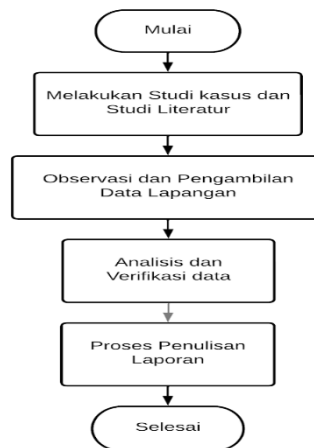 Mulai
Melakukan Studi kasus dan
Studi Literatur
Observasi dan Pengambilan
Data Lapangan
Analisis dan
Verifikasi data
Proses Penulisan
Laporan
Selesai